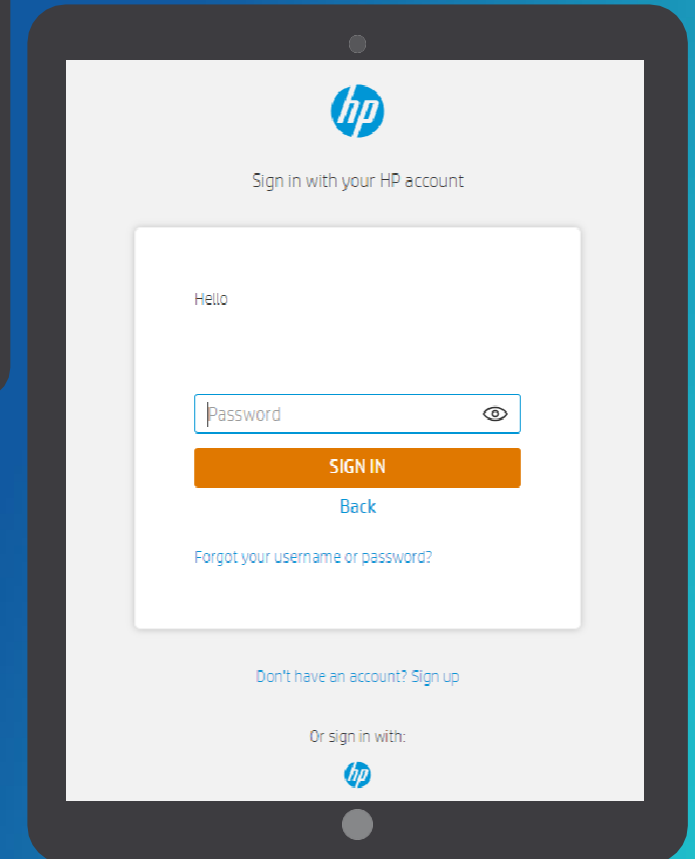 hp
Sign in with your HP account
Hello
Password
SIGN IN
Back
Forgot your username or password?
Don't have an account? Sign up
Or sign in with:
hp